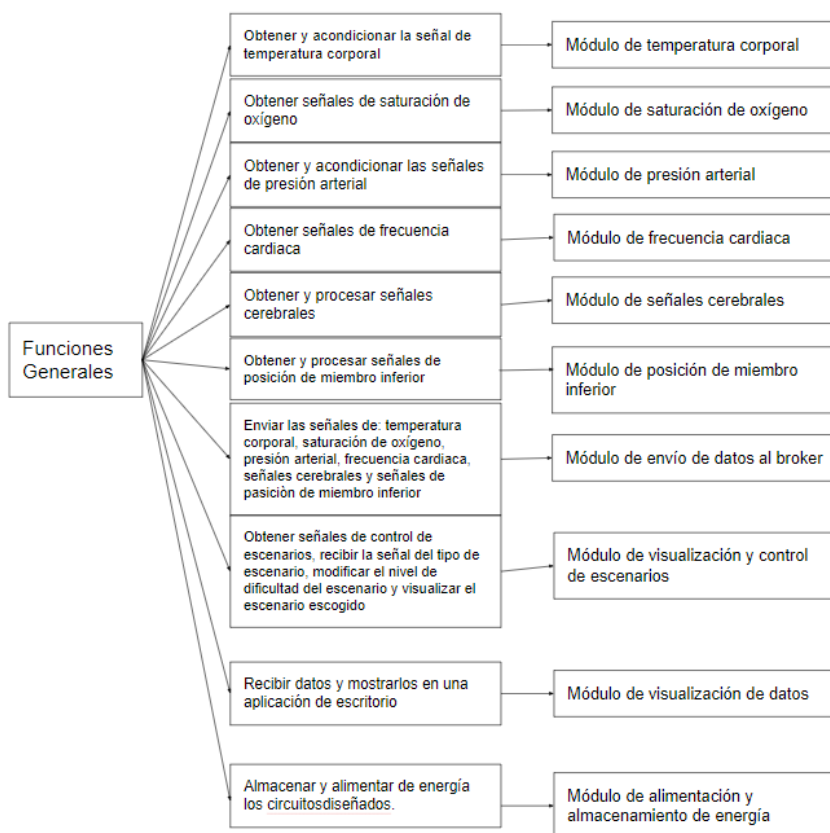 Obtener y acondicionar la señal de
temperatura corporal
Módulo de temperatura corporal
Obtener señales de saturación de
oxígeno
Módulo de saturación de oxígeno
Obtener y acondicionar las señales
de presión arterial
Módulo de presión arterial
Obtener señales de frecuencia
cardiaca
Módulo de frecuencia cardiaca
Obtener y procesar señales
cerebrales
Módulo de señales cerebrales
Funciones
Generales
Obtener y procesar señales de
posición de miembro inferior
Módulo de posición de miembro
inferior
Enviar las señales de: temperatura
corporal, saturación de oxígeno,
presión arterial, frecuencia cardiaca,
señales cerebrales y señales de
pasiciòn de miembro inferior
Módulo de envío de datos al broker
Obtener señales de control de
escenarios, recibir la señal del tipo de
escenario, modificar el nivel de
dificultad del escenario y visualizar el
escenario escogido
Módulo de visualización y control
de escenarios
Recibir datos y mostrarlos en una
aplicación de escritorio
Módulo de visualización de datos
Almacenar y alimentar de energía
los circuitosdiseñados.
Módulo de alimentación y
almacenamiento de energía